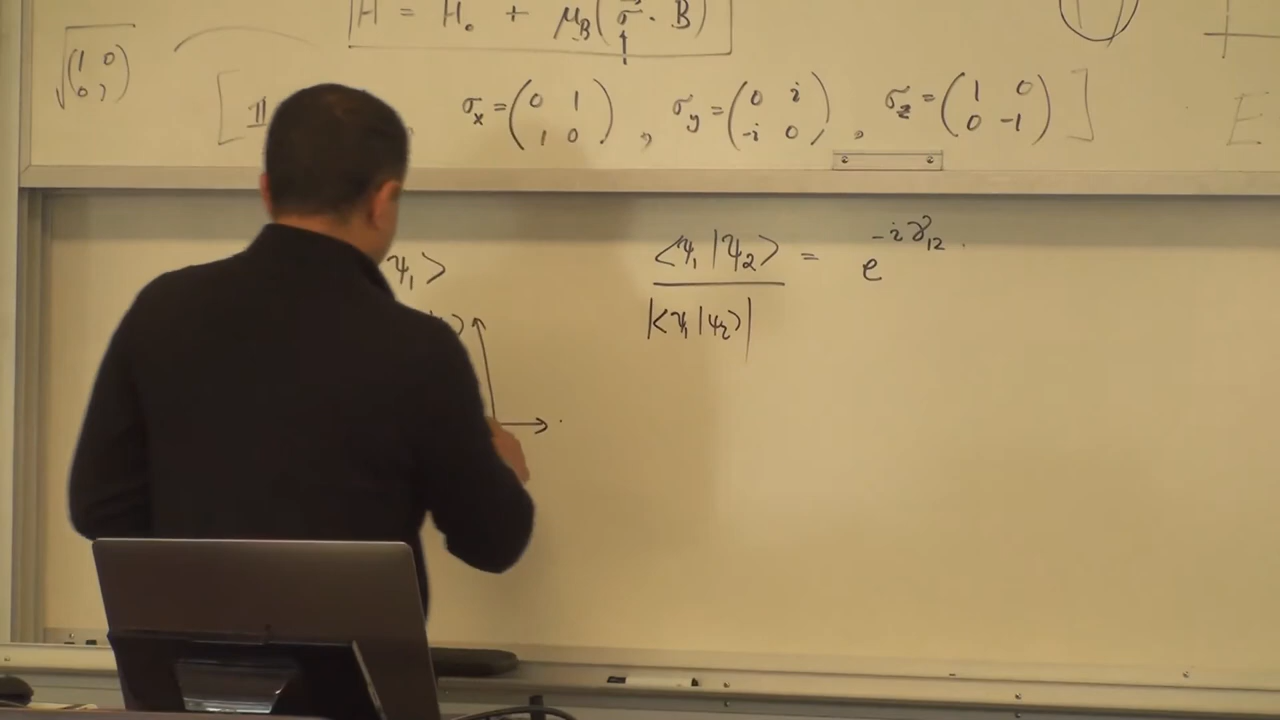 H = H₀ + μ_B(σ⃗ · B)
√(1 0
0 1)
[ 𝟙 , σ_x = (0 1; 1 0) , σ_y = (0 i; -i 0) , σ_z = (1 0; 0 -1) ]
E
ψ₁⟩
⟨ψ₁|ψ₂⟩ / |⟨ψ₁|ψ₂⟩| = e^{-iγ₁₂}